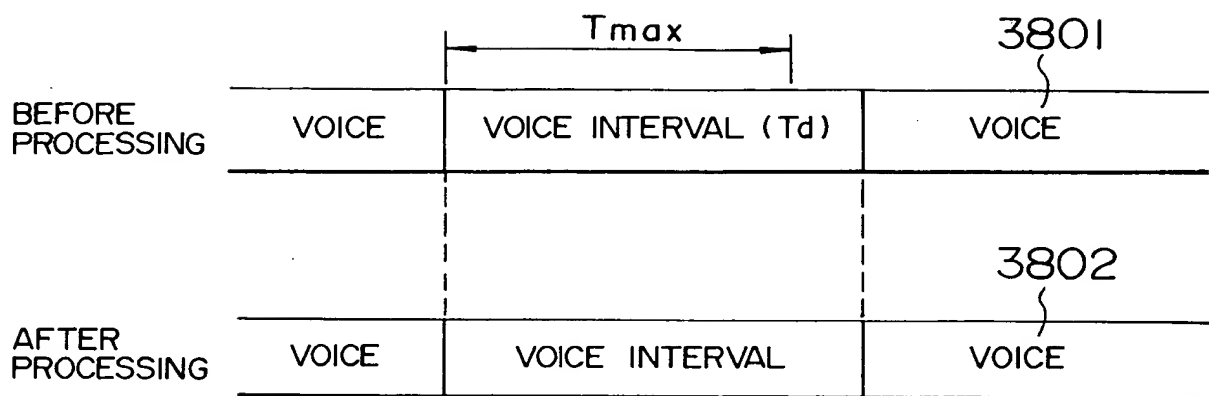 Tmax
3801
BEFORE
PROCESSING
VOICE
VOICE INTERVAL (Td)
VOICE
3802
AFTER
PROCESSING
VOICE
VOICE INTERVAL
VOICE